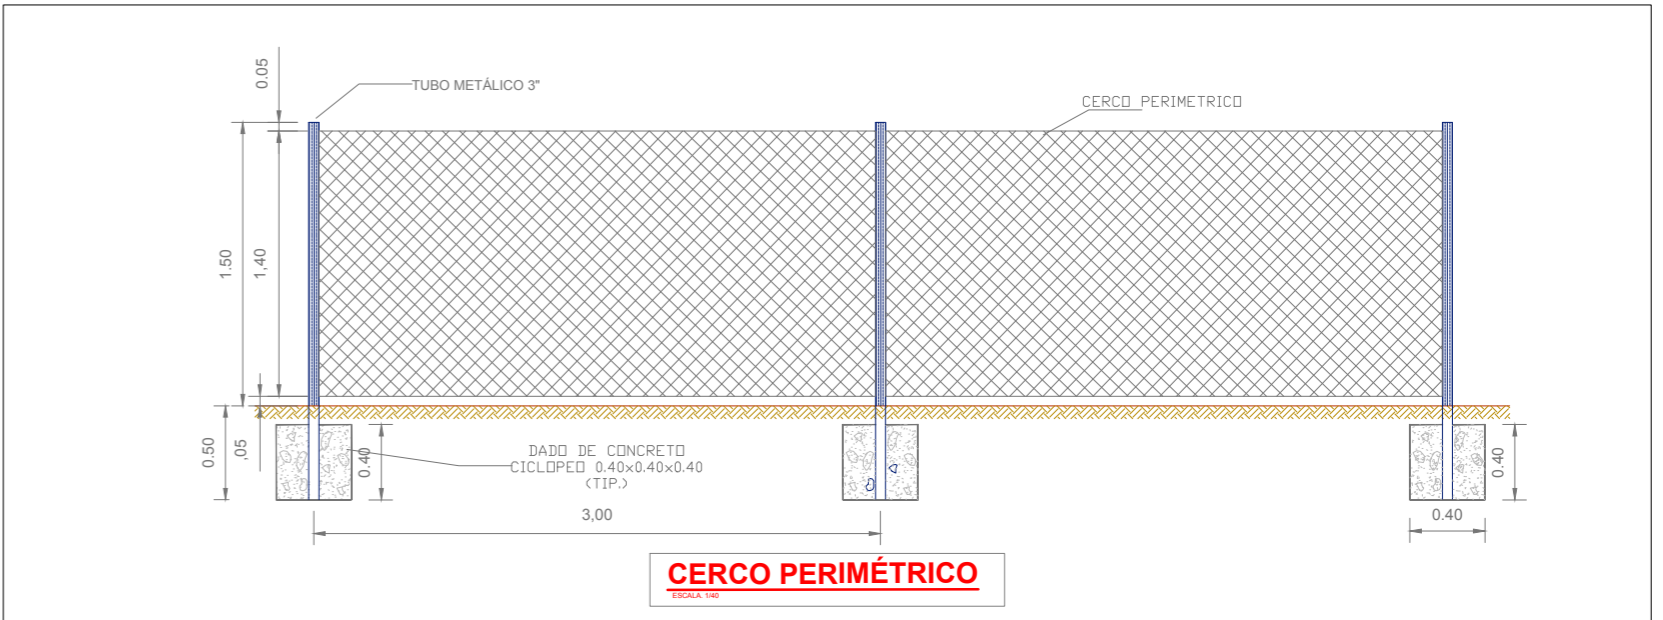 0.05
TUBO METÁLICO 3"
CERCO PERIMETRICO
1.50
1,40
0.50
,05
DADO DE CONCRETO
CICLOPEO 0.40x0.40x0.40
(TIP.)
0.40
0.40
3,00
0.40
CERCO PERIMÉTRICO
ESCALA: 1/40